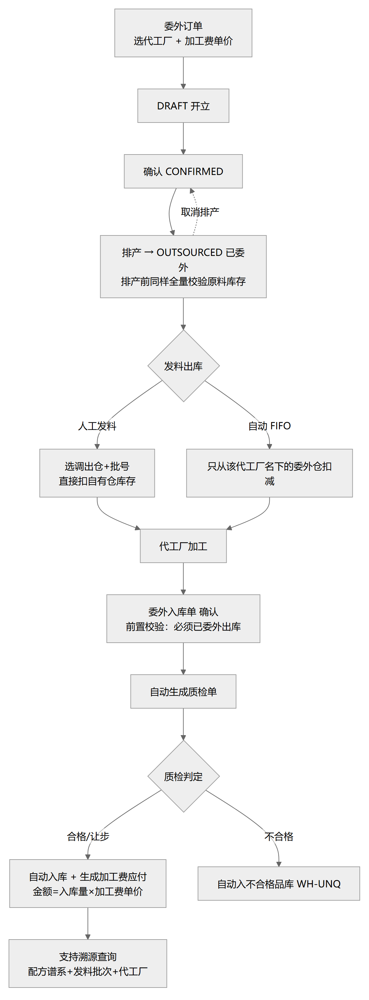 委外订单
选代工厂 + 加工费单价
DRAFT 开立
确认 CONFIRMED
取消排产
排产 → OUTSOURCED 已委
外
排产前同样全量校验原料库存
发料出库
人工发料
自动 FIFO
选调出仓+批号
直接扣自有仓库存
只从该代工厂名下的委外仓扣
减
代工厂加工
委外入库单 确认
前置校验：必须已委外出库
自动生成质检单
质检判定
合格/让步
不合格
自动入库 + 生成加工费应付
金额=入库量×加工费单价
自动入不合格品库 WH-UNQ
支持溯源查询
配方谱系+发料批次+代工厂